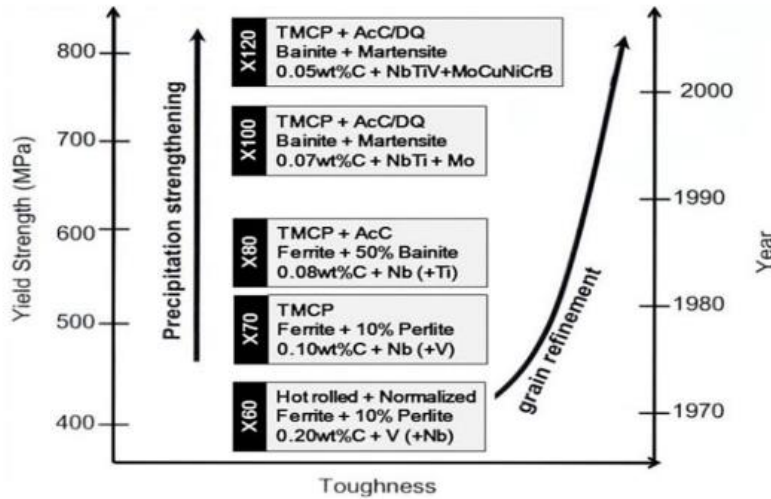 Yield Strength (MPa)
800
700
600
500
400
Precipitation strengthening
X120
TMCP + AcC/DQ
Bainite + Martensite
0.05wt%C + NbTiV+MoCuNiCrB
X100
TMCP + AcC/DQ
Bainite + Martensite
0.07wt%C + NbTi + Mo
X80
TMCP + AcC
Ferrite + 50% Bainite
0.08wt%C + Nb (+Ti)
X70
TMCP
Ferrite + 10% Perlite
0.10wt%C + Nb (+V)
X60
Hot rolled + Normalized
Ferrite + 10% Perlite
0.20wt%C + V (+Nb)
grain refinement
2000
1990
1980
1970
Year
Toughness